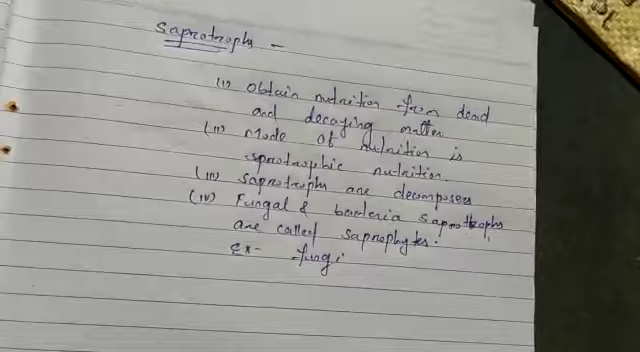 Saprotrophs -
(i) Obtain nutrition from dead
and decaying matter
(ii) Mode of nutrition is
sprotrophic nutrition.
(iii) saprotrophs are decomposers
(iv) Fungal & bacteria saprotrophs
are called saprophytes.
Ex- fungi